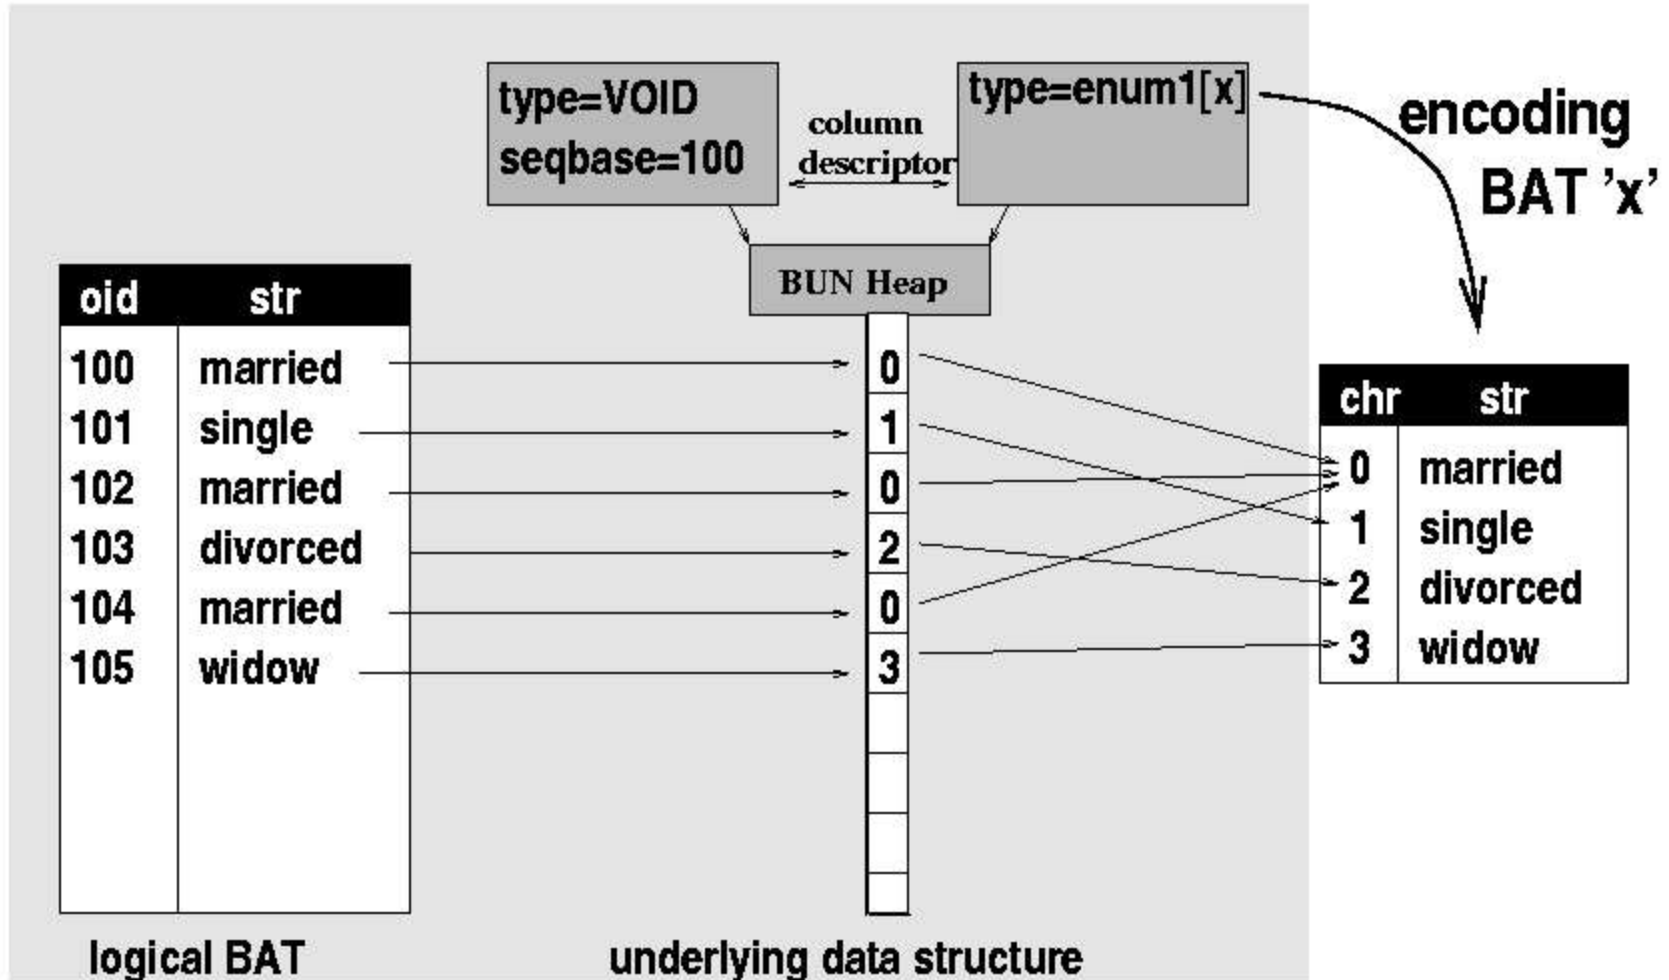 type=VOID
seqbase=100
column
descriptor
type=enum1[x]
encoding
BAT 'x'
BUN Heap
oid str
100 married
101 single
102 married
103 divorced
104 married
105 widow
0
1
0
2
0
3
chr str
0 married
1 single
2 divorced
3 widow
logical BAT
underlying data structure